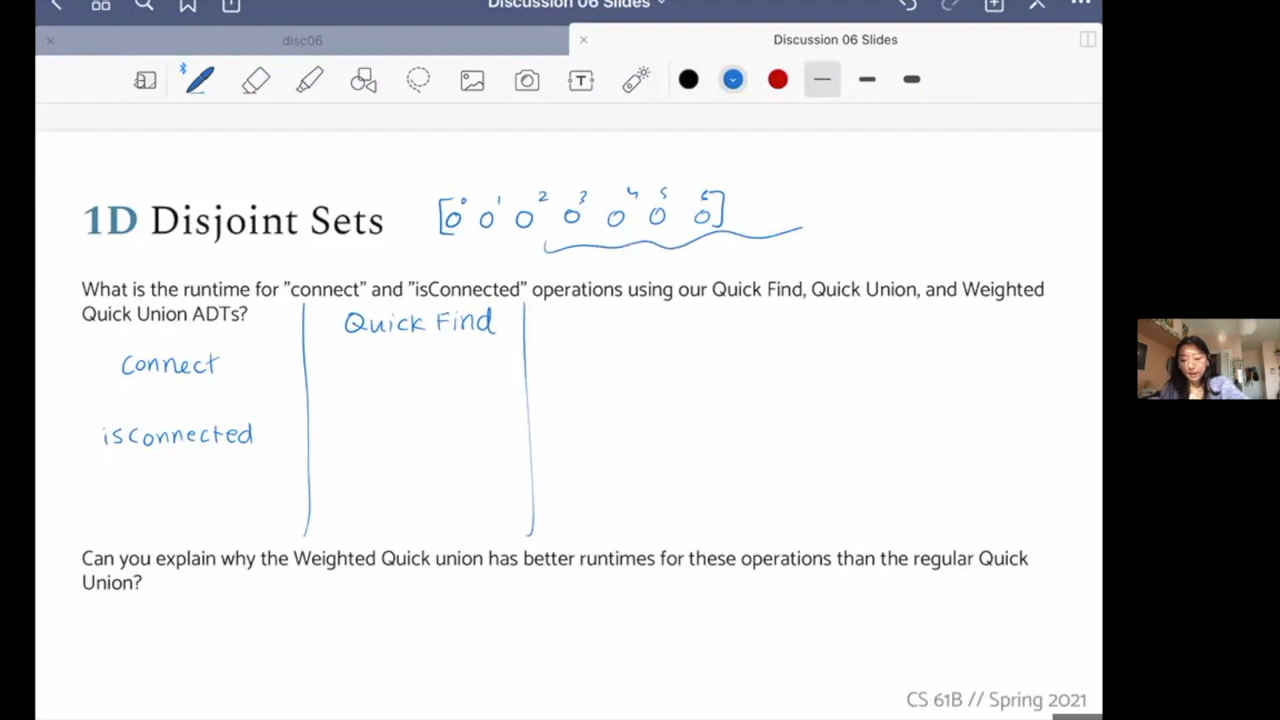 Discussion 06 Slides
disc06
Discussion 06 Slides
T
0 1 2 3 4 5 6
1D Disjoint Sets [0 0 0 0 0 0 0]
What is the runtime for "connect" and "isConnected" operations using our Quick Find, Quick Union, and Weighted
Quick Union ADTs?
Quick Find
Connect
isConnected
Can you explain why the Weighted Quick union has better runtimes for these operations than the regular Quick
Union?
CS 61B // Spring 2021